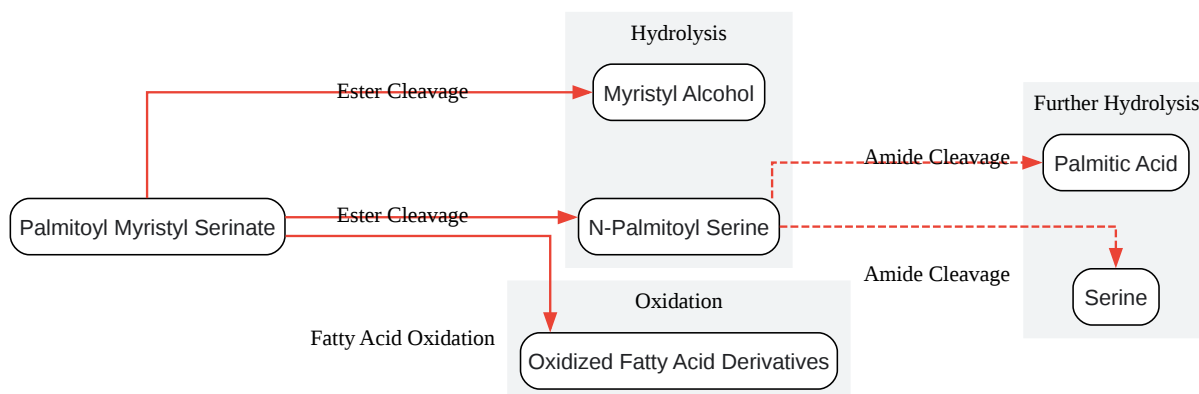 Hydrolysis
Ester Cleavage
Myristyl Alcohol
Further Hydrolysis
Amide Cleavage
Palmitic Acid
Palmitoyl Myristyl Serinate
Ester Cleavage
N-Palmitoyl Serine
Amide Cleavage
Serine
Oxidation
Fatty Acid Oxidation
Oxidized Fatty Acid Derivatives